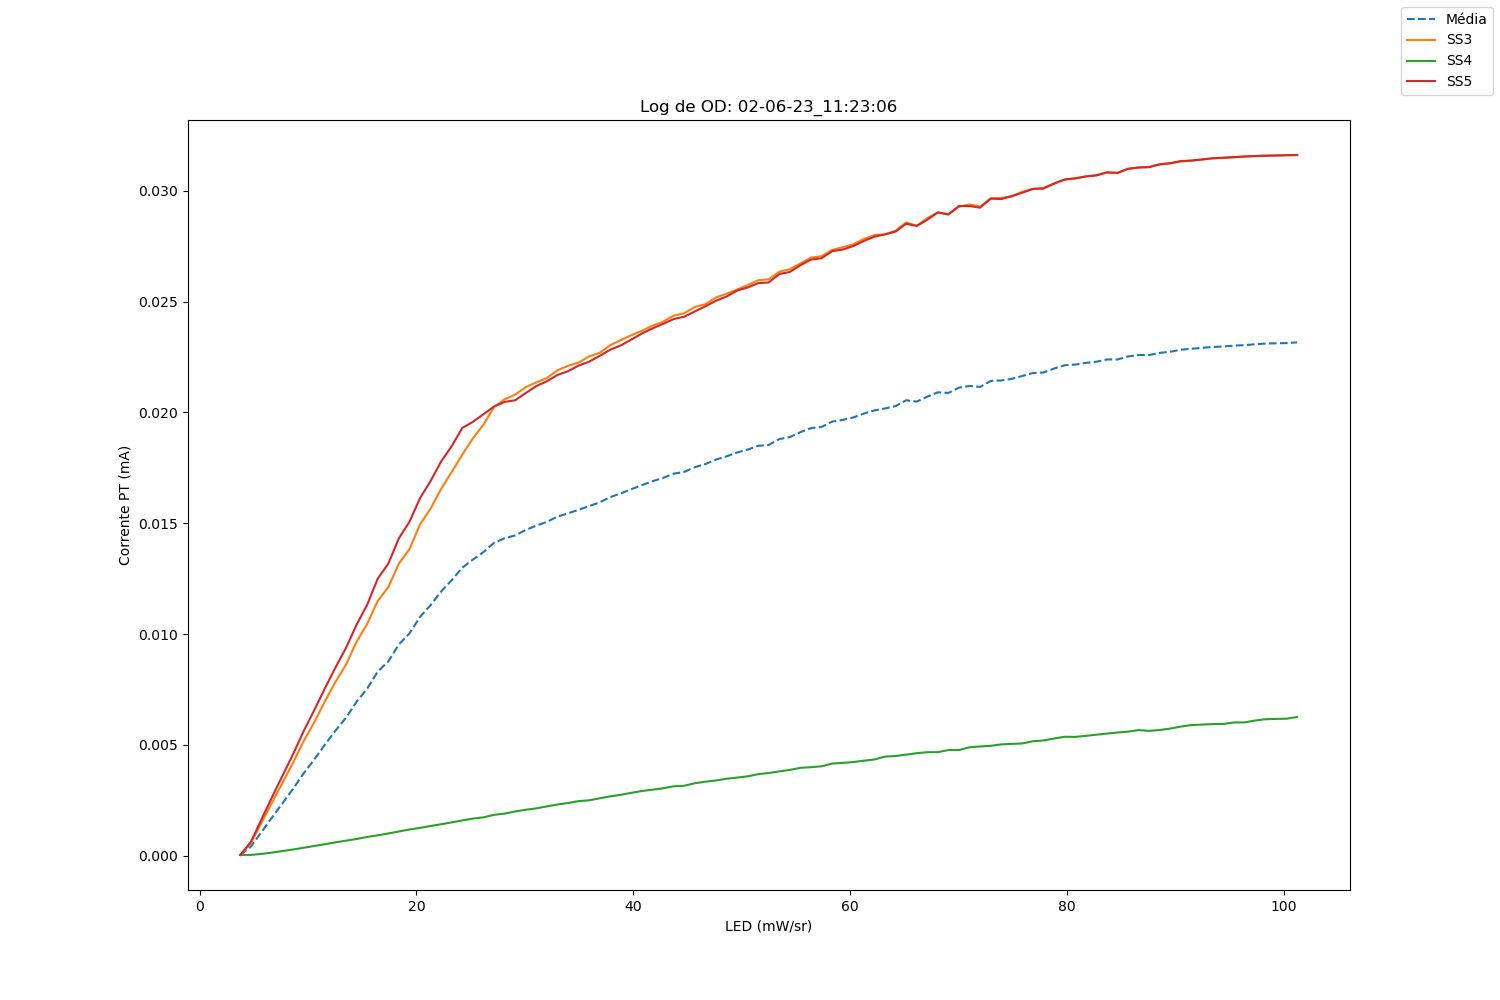 Média
SS3
SS4
SS5
Log de OD: 02-06-23_11:23:06
Corrente PT (mA)
0.030
0.025
0.020
0.015
0.010
0.005
0.000
0 20 40 60 80 100
LED (mW/sr)